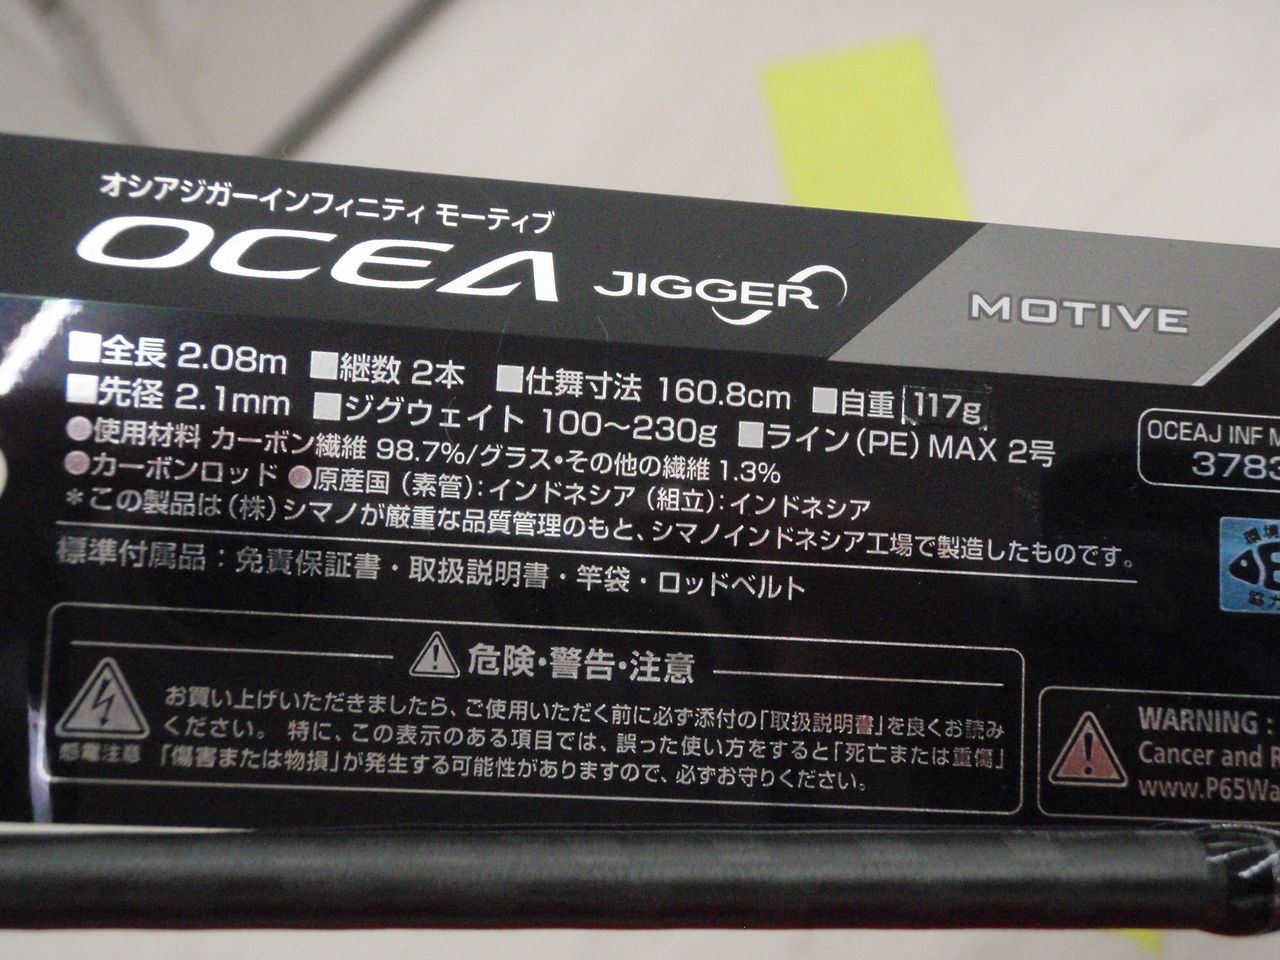 オシアジガーインフィニティ モーティブ
OCEA JIGGER MOTIVE
■全長 2.08m ■継数 2本 ■仕舞寸法 160.8cm ■自重 117g
■先径 2.1mm ■ジグウェイト 100〜230g ■ライン(PE) MAX 2号
●使用材料 カーボン繊維 98.7%/グラス・その他の繊維 1.3%
●カーボンロッド ●原産国 (素管):インドネシア (組立):インドネシア
*この製品は(株)シマノが厳重な品質管理のもと、シマノインドネシア工場で製造したものです。
標準付属品:免責保証書・取扱説明書・竿袋・ロッドベルト
OCEAJ INF M
3783
環境
協力
危険・警告・注意
感電注意
お買い上げいただきましたら、ご使用いただく前に必ず添付の「取扱説明書」を良くお読み
ください。 特に、この表示のある項目では、誤った使い方をすると「死亡または重傷」
「傷害または物損」が発生する可能性がありますので、必ずお守りください。
WARNING :
Cancer and R
www.P65Wa